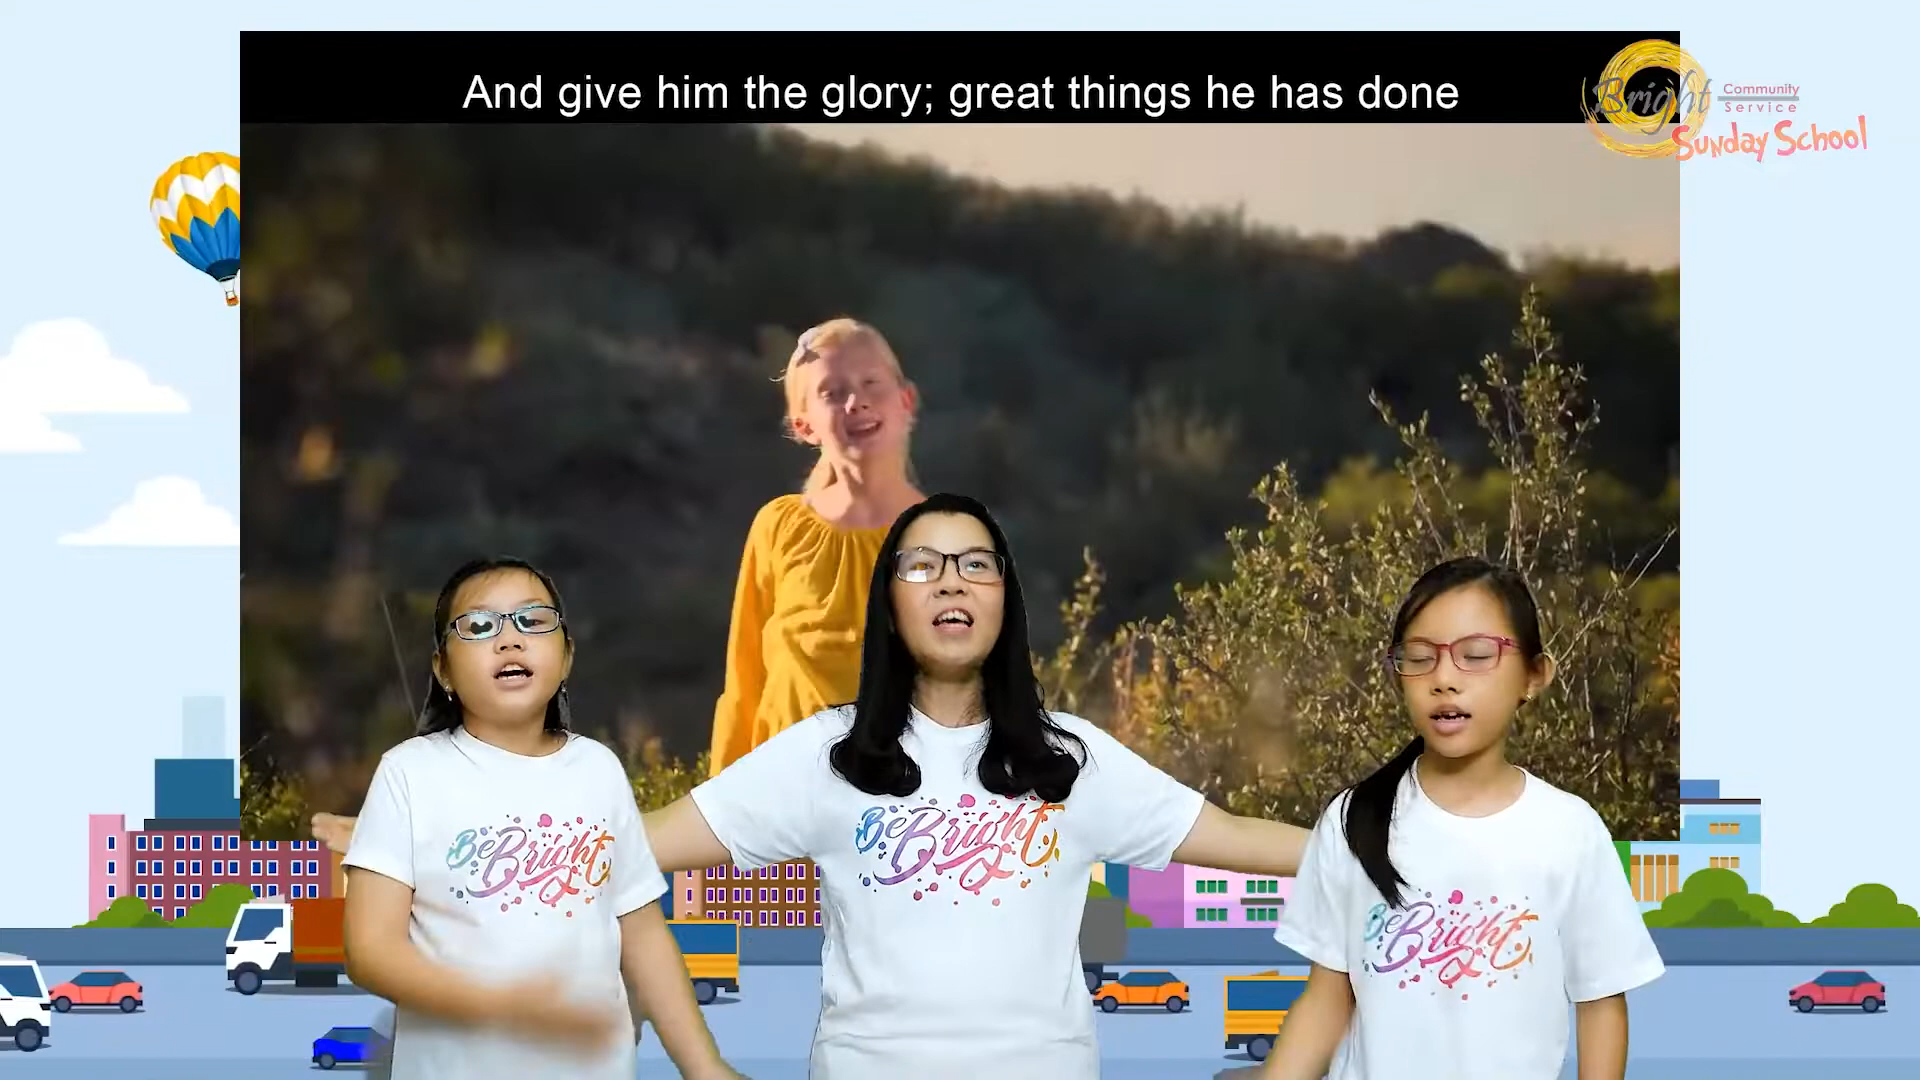 And give him the glory; great things he has done
Bright Community Service
Sunday School
Be Bright
Be Bright
Be Bright